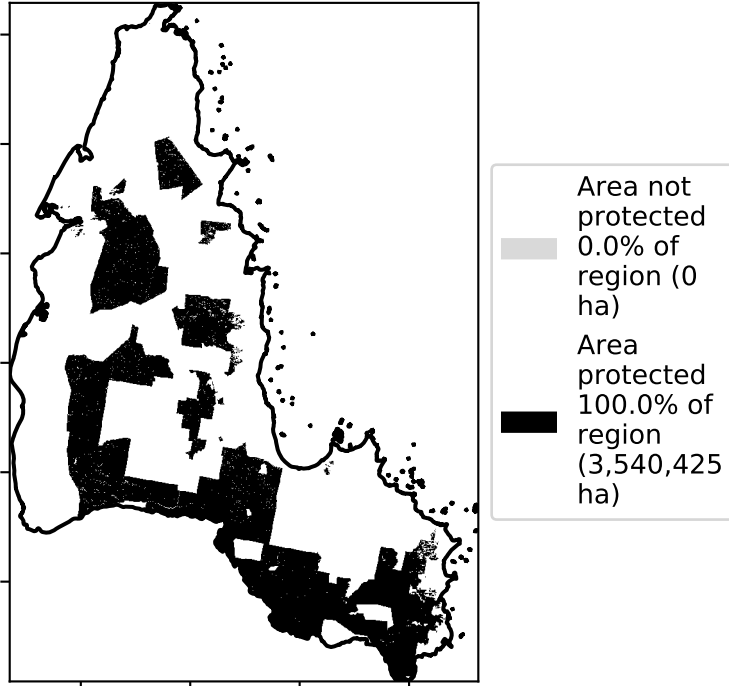 Area not
protected
0.0% of
region (0
ha)
Area
protected
100.0% of
region
(3,540,425
ha)